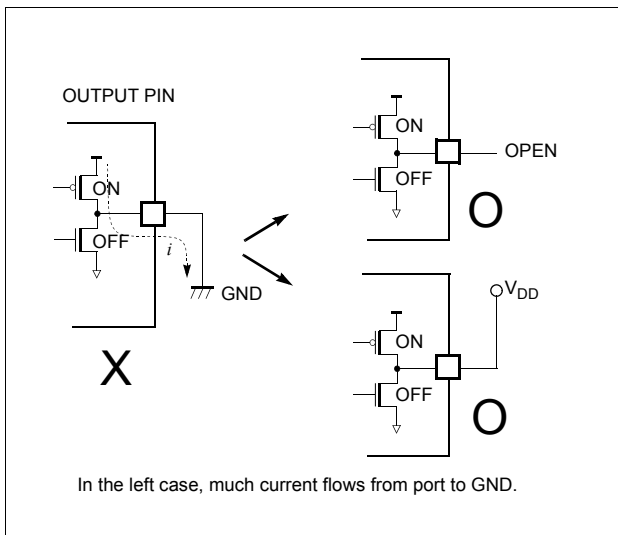 OUTPUT PIN
ON
OFF
i
GND
X
ON
OFF
OPEN
O
VDD
ON
OFF
O
In the left case, much current flows from port to GND.